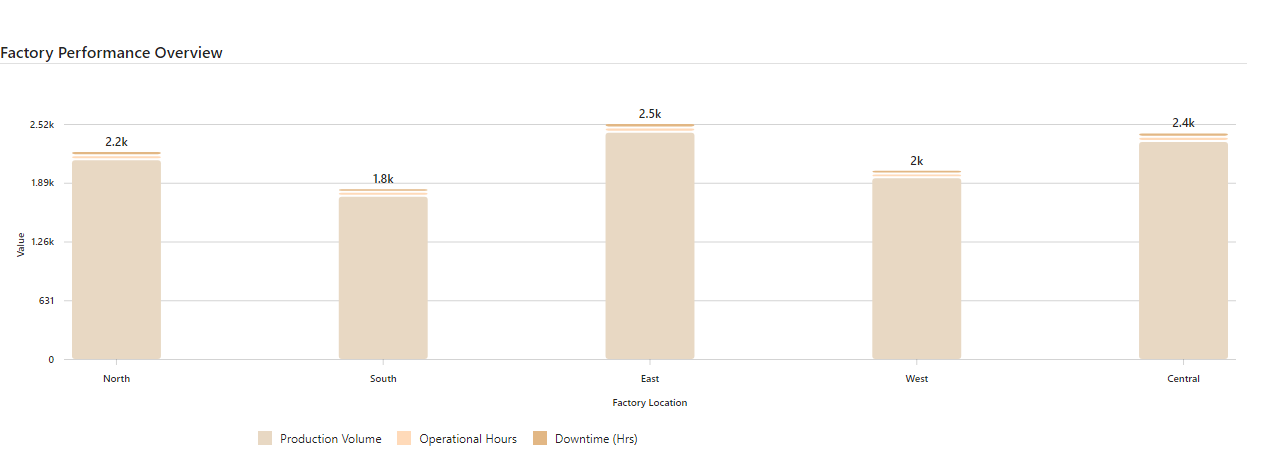 Factory Performance Overview
2.52k
1.89k
1.26k
631
0
Value
2.2k
1.8k
2.5k
2k
2.4k
North
South
East
West
Central
Factory Location
Production Volume
Operational Hours
Downtime (Hrs)